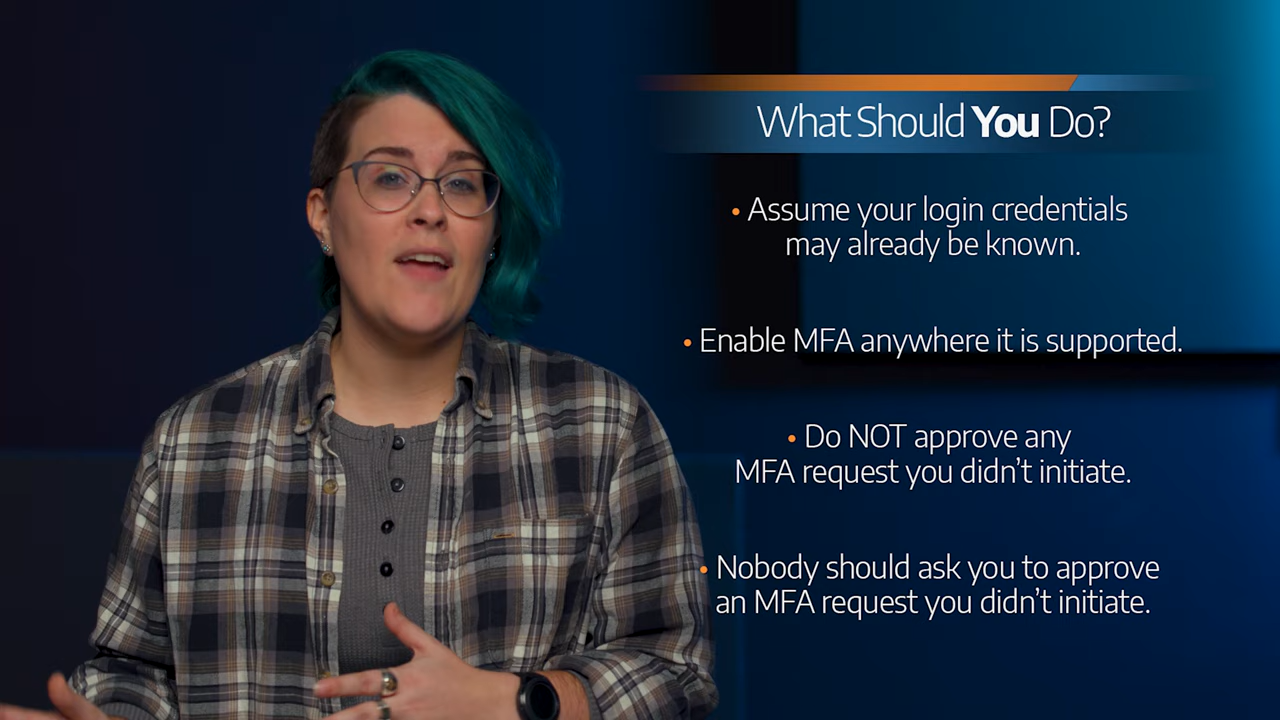 What Should You Do?
• Assume your login credentials
may already be known.
• Enable MFA anywhere it is supported.
• Do NOT approve any
MFA request you didn’t initiate.
• Nobody should ask you to approve
an MFA request you didn’t initiate.